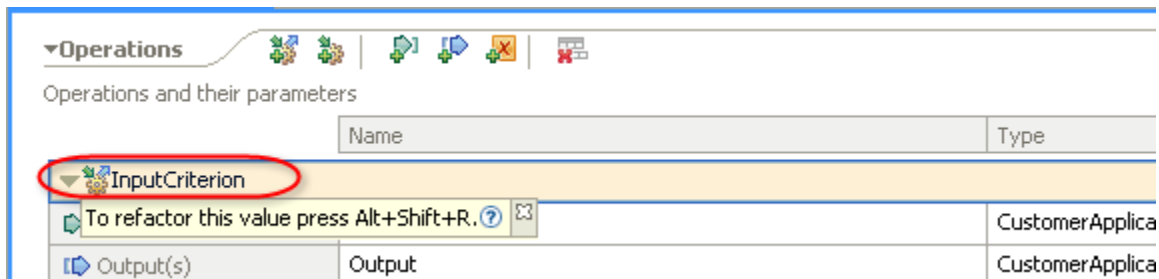 Operations
Operations and their parameters
Name Type
InputCriterion
To refactor this value press Alt+Shift+R.
CustomerApplica
Output(s) Output CustomerApplica